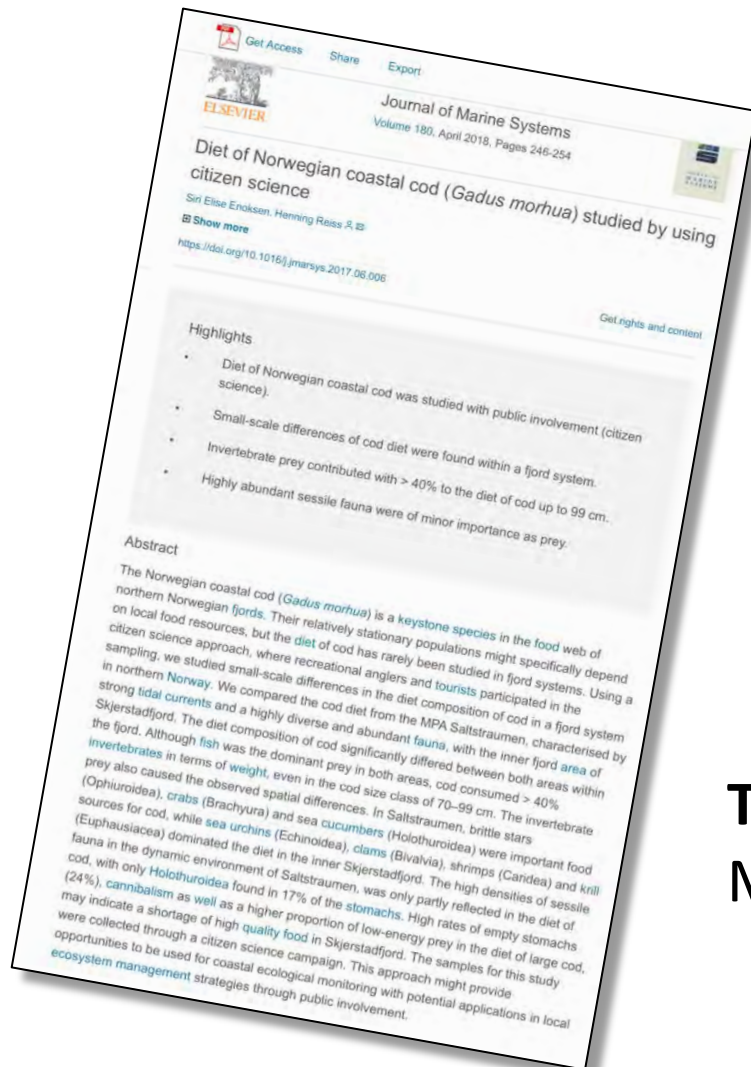 Get Access Share Export
ELSEVIER
Journal of Marine Systems
Volume 180, April 2018, Pages 246-254
Diet of Norwegian coastal cod (Gadus morhua) studied by using
citizen science
Siri Elise Enoksen, Henning Reiss
Show more
https://doi.org/10.1016/j.jmarsys.2017.06.006
Get rights and content
Highlights
• Diet of Norwegian coastal cod was studied with public involvement (citizen
science).
• Small-scale differences of cod diet were found within a fjord system.
• Invertebrate prey contributed with > 40% to the diet of cod up to 99 cm.
• Highly abundant sessile fauna were of minor importance as prey.
Abstract
The Norwegian coastal cod (Gadus morhua) is a keystone species in the food web of
northern Norwegian fjords. Their relatively stationary populations might specifically depend
on local food resources, but the diet of cod has rarely been studied in fjord systems. Using a
citizen science approach, where recreational anglers and tourists participated in the
sampling, we studied small-scale differences in the diet composition of cod in a fjord system
in northern Norway. We compared the cod diet from the MPA Saltstraumen, characterised by
strong tidal currents and a highly diverse and abundant fauna, with the inner fjord area of
Skjerstadfjord. The diet composition of cod significantly differed between both areas within
the fjord. Although fish was the dominant prey in both areas, cod consumed > 40%
invertebrates in terms of weight, even in the cod size class of 70–99 cm. The invertebrate
prey also caused the observed spatial differences. In Saltstraumen, brittle stars
(Ophiuroidea), crabs (Brachyura) and sea cucumbers (Holothuroidea) were important food
sources for cod, while sea urchins (Echinoidea), clams (Bivalvia), shrimps (Caridea) and krill
(Euphausiacea) dominated the diet in the inner Skjerstadfjord. The high densities of sessile
fauna in the dynamic environment of Saltstraumen, was only partly reflected in the diet of
cod, with only Holothuroidea found in 17% of the stomachs. High rates of empty stomachs
(24%), cannibalism as well as a higher proportion of low-energy prey in the diet of large cod,
may indicate a shortage of high quality food in Skjerstadfjord. The samples for this study
were collected through a citizen science campaign. This approach might provide
opportunities to be used for coastal ecological monitoring with potential applications in local
ecosystem management strategies through public involvement.